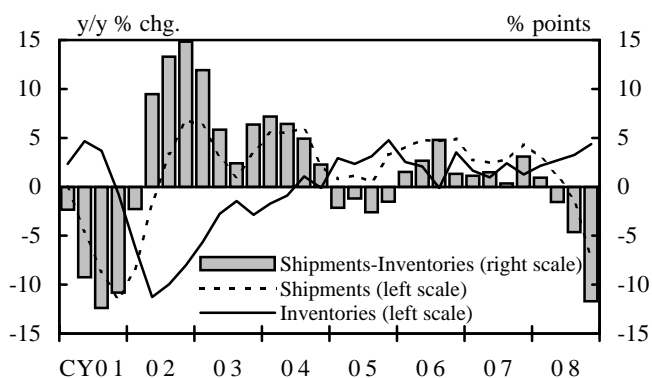 y/y % chg. % points
15 15
10 10
5 5
0 0
-5 -5
-10 -10
-15 -15
Shipments-Inventories (right scale)
Shipments (left scale)
Inventories (left scale)
CY01 02 03 04 05 06 07 08